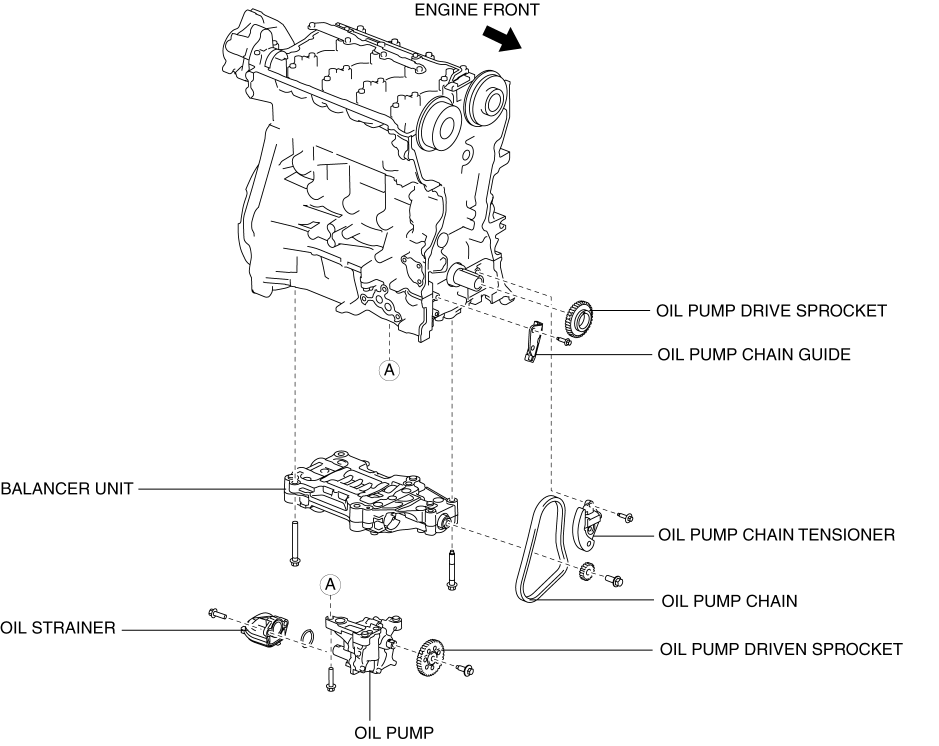 ENGINE FRONT
OIL PUMP DRIVE SPROCKET
OIL PUMP CHAIN GUIDE
A
BALANCER UNIT
OIL PUMP CHAIN TENSIONER
A
OIL PUMP CHAIN
OIL STRAINER
OIL PUMP DRIVEN SPROCKET
OIL PUMP